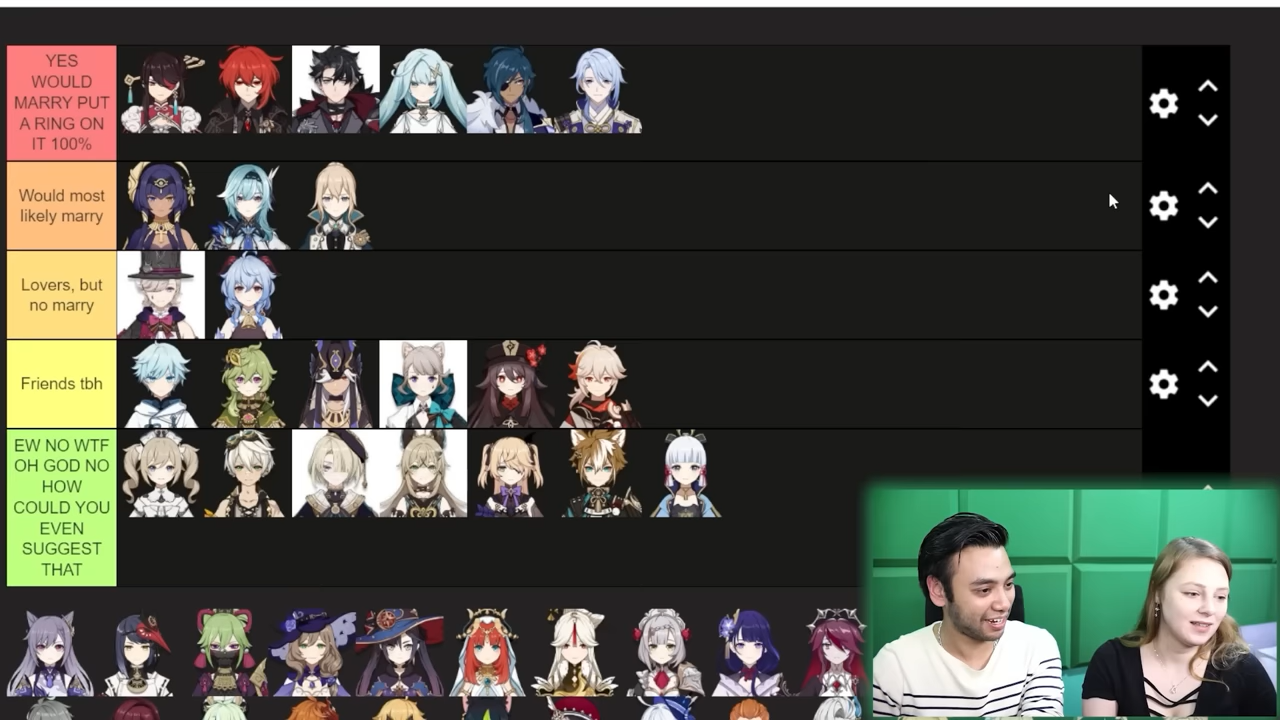 YES
WOULD
MARRY PUT
A RING ON
IT 100%
Would most
likely marry
Lovers, but
no marry
Friends tbh
EW NO WTF
OH GOD NO
HOW
COULD YOU
EVEN
SUGGEST
THAT